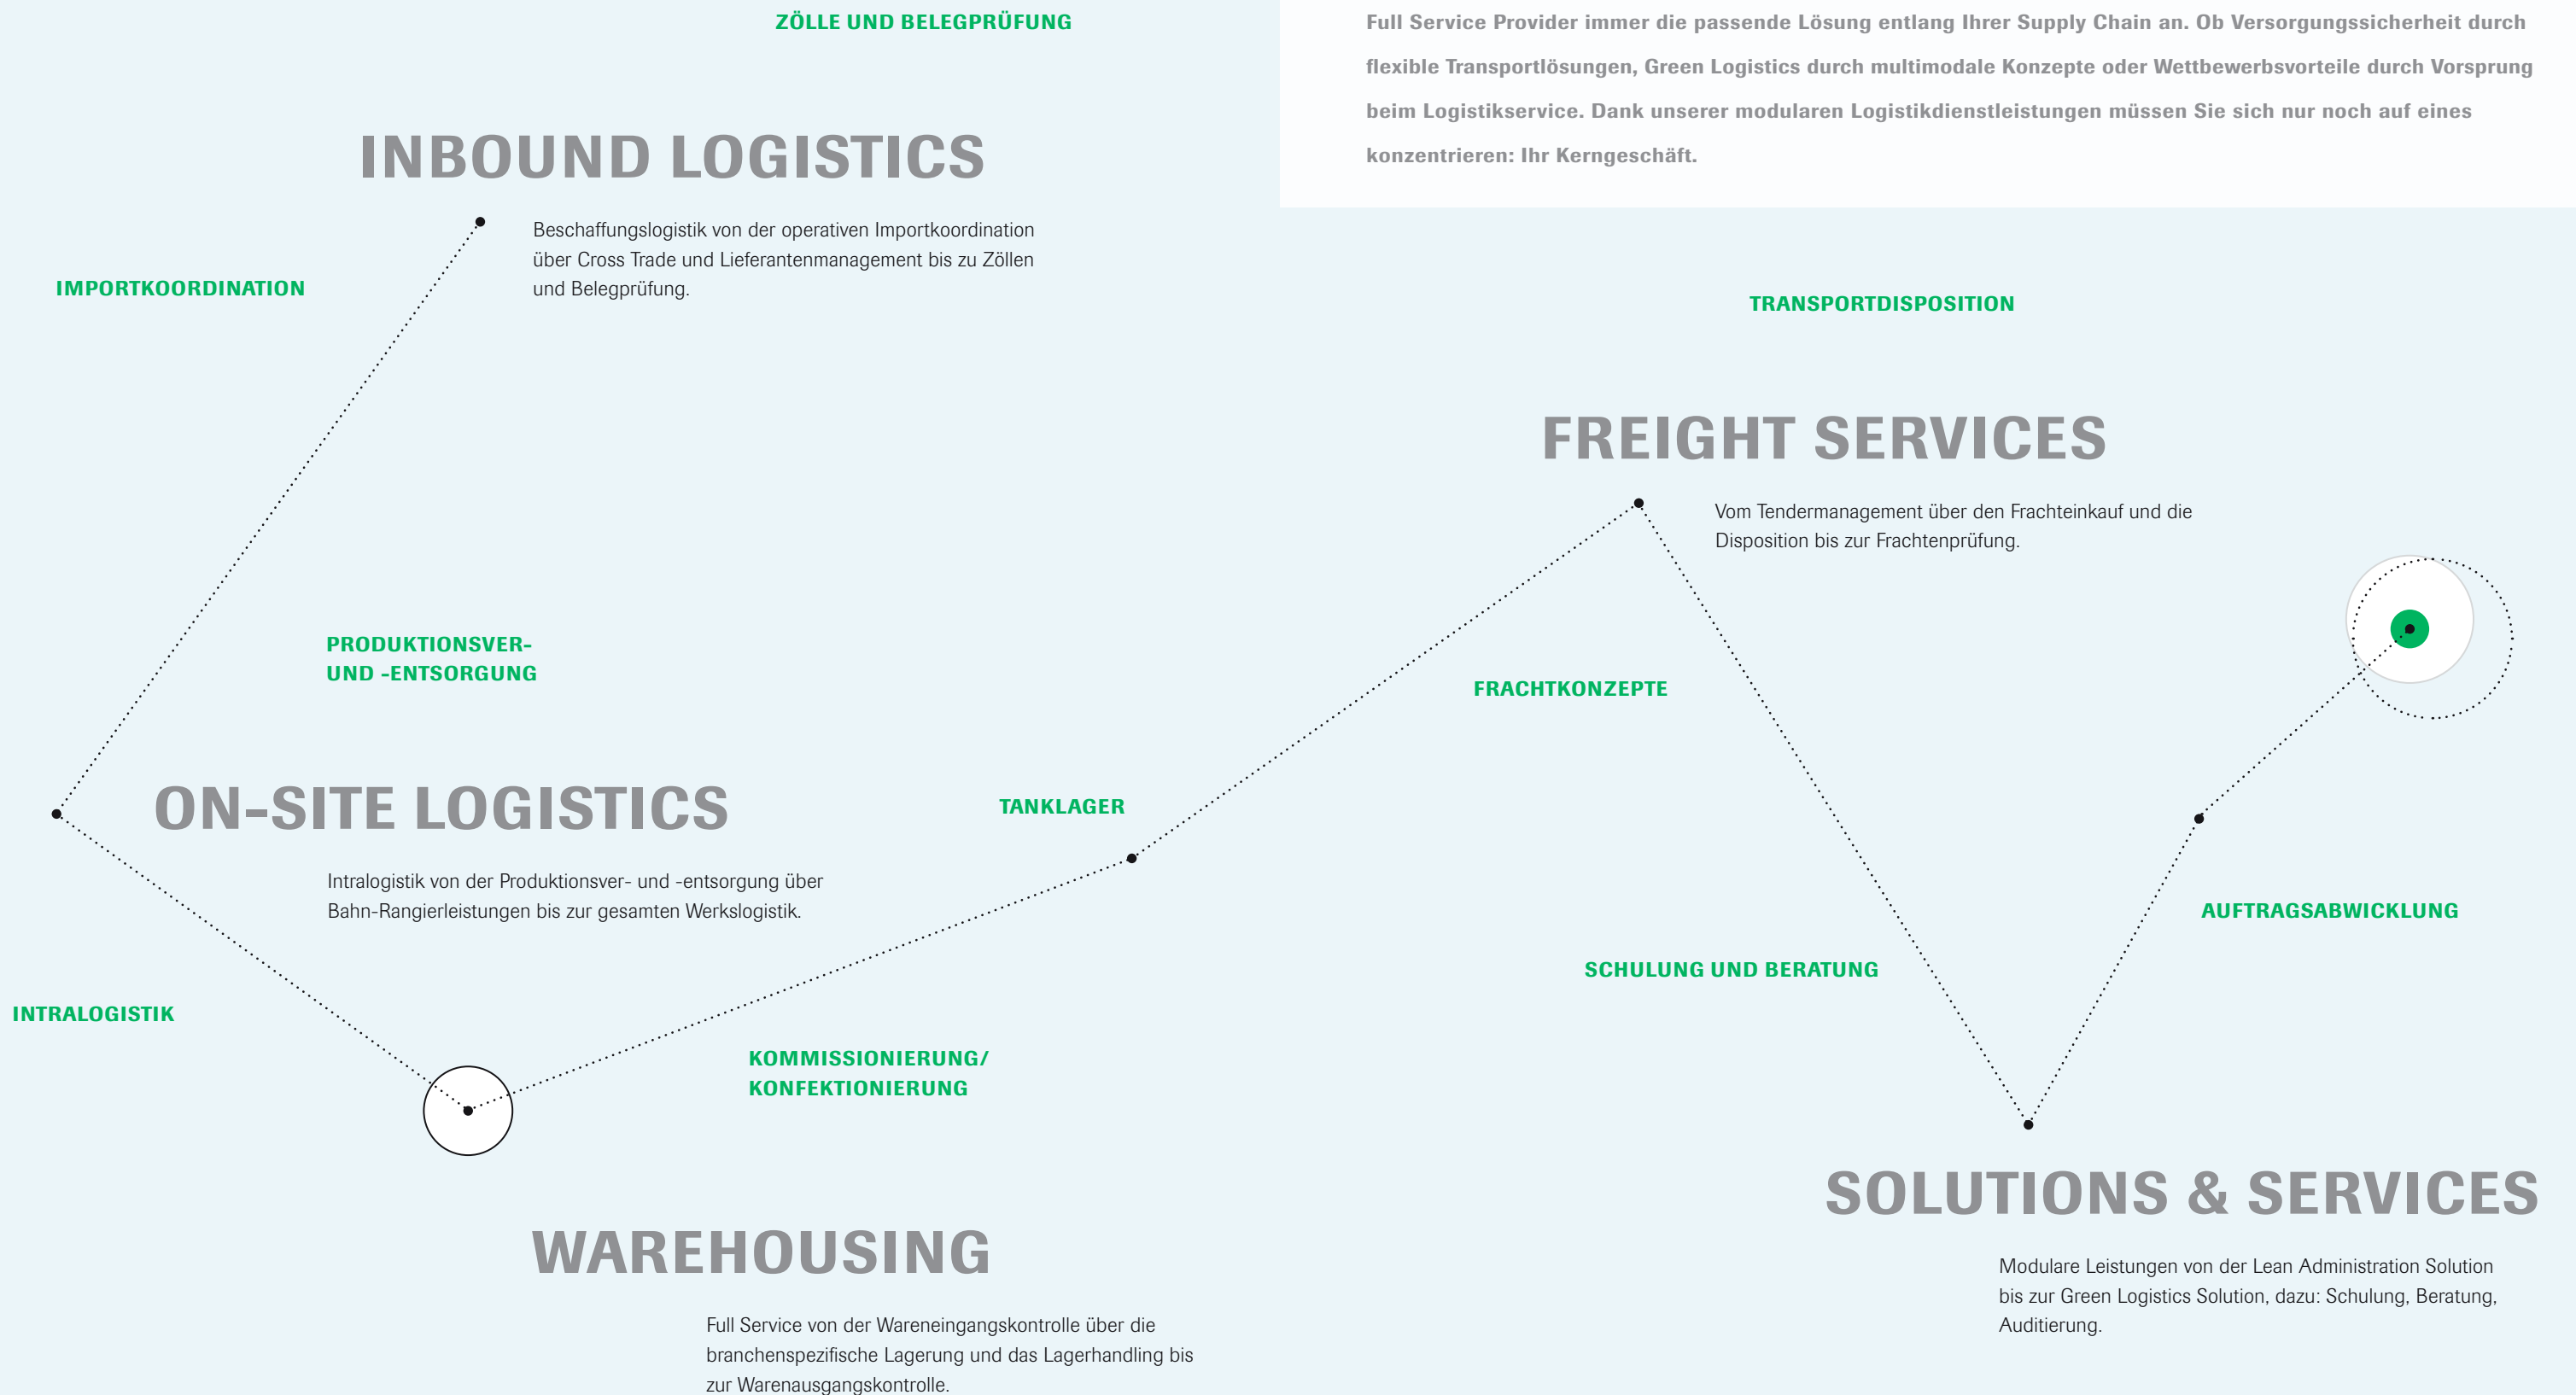 ZÖLLE UND BELEGPRÜFUNG
INBOUND LOGISTICS
Beschaffungslogistik von der operativen Importkoordination
über Cross Trade und Lieferantenmanagement bis zu Zöllen
und Belegprüfung.
IMPORTKOORDINATION
PRODUKTIONSVER-
UND -ENTSORGUNG
ON-SITE LOGISTICS
Intralogistik von der Produktionsver- und -entsorgung über
Bahn-Rangierleistungen bis zur gesamten Werkslogistik.
INTRALOGISTIK
TANKLAGER
KOMMISSIONIERUNG/
KONFEKTIONIERUNG
WAREHOUSING
Full Service von der Wareneingangskontrolle über die
branchenspezifische Lagerung und das Lagerhandling bis
zur Warenausgangskontrolle.
Full Service Provider immer die passende Lösung entlang Ihrer Supply Chain an. Ob Versorgungssicherheit durch
flexible Transportlösungen, Green Logistics durch multimodale Konzepte oder Wettbewerbsvorteile durch Vorsprung
beim Logistikservice. Dank unserer modularen Logistikdienstleistungen müssen Sie sich nur noch auf eines
konzentrieren: Ihr Kerngeschäft.
TRANSPORTDISPOSITION
FREIGHT SERVICES
Vom Tendermanagement über den Frachteinkauf und die
Disposition bis zur Frachtenprüfung.
FRACHTKONZEPTE
AUFTRAGSABWICKLUNG
SCHULUNG UND BERATUNG
SOLUTIONS & SERVICES
Modulare Leistungen von der Lean Administration Solution
bis zur Green Logistics Solution, dazu: Schulung, Beratung,
Auditierung.